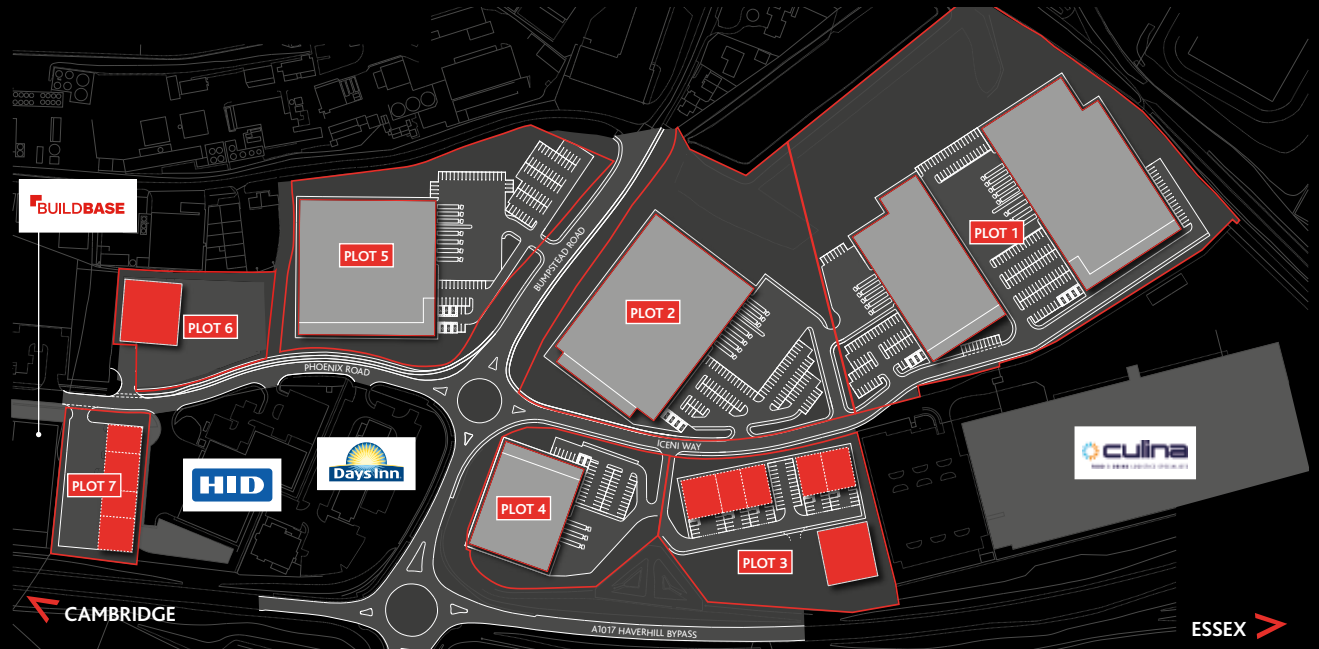 BUILDBASE
PLOT 1
PLOT 5
BUMPSTEAD ROAD
PLOT 2
PLOT 6
PHOENIX ROAD
ICENI WAY
culina
Days Inn
HID
PLOT 7
PLOT 4
PLOT 3
CAMBRIDGE
A1017 HAVERHILL BYPASS
ESSEX